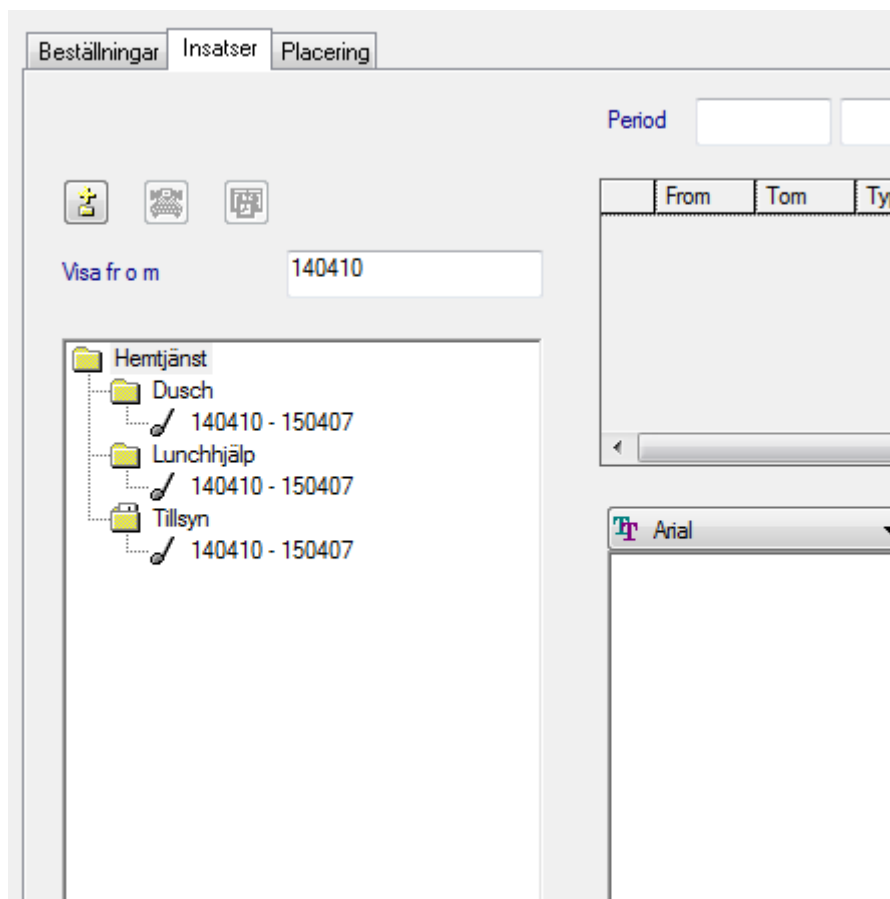 Beställningar Insatser Placering
Period
From Tom
Visa fr o m 140410
Hemtjänst
Dusch
140410 - 150407
Lunchhjälp
140410 - 150407
Tillsyn
140410 - 150407
Arial